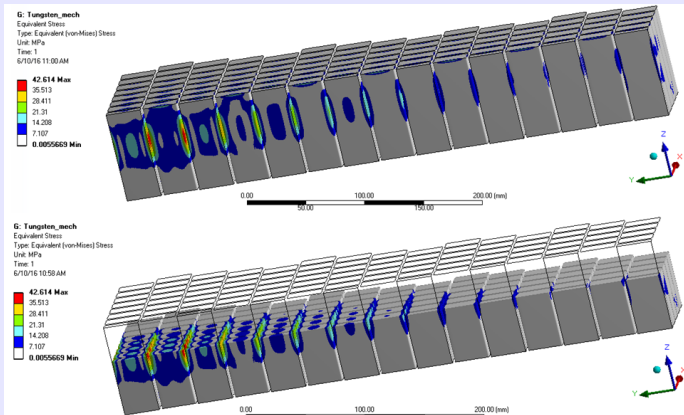 G: Tungsten_mech
Equivalent Stress
Type: Equivalent (von-Mises) Stress
Unit: MPa
Time: 1
6/10/16 11:00 AM
42.614 Max
35.513
28.411
21.31
14.208
7.107
0.0055669 Min
0.00 100.00 200.00 (mm)
50.00 150.00
Z
X
Y
G: Tungsten_mech
Equivalent Stress
Type: Equivalent (von-Mises) Stress
Unit: MPa
Time: 1
6/10/16 10:58 AM
42.614 Max
35.513
28.411
21.31
14.208
7.107
0.0055669 Min
0.00 100.00 200.00 (mm)
Z
X
Y